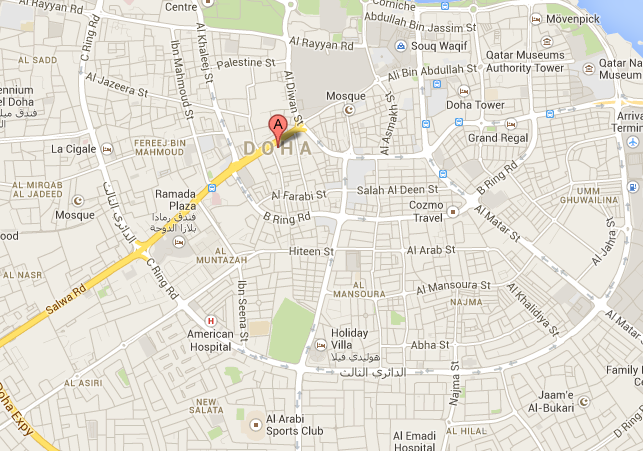 Al Rayyan Rd
Centre
Corniche
Abdullah Bin Jassim St
Mövenpick
C Ring Rd
Al Khaleej St
Al Rayyan Rd
Souq Waqif
Qatar Museums
Authority Tower
Qatar
Museum
AL SADD
Ibn Mahmoud St
Palestine St
Al Diwan St
Ali Bin Abdullah St
Al Jazeera St
ennium
el Doha
فندق ميل
Mosque
Al Asmakh St
Doha Tower
Arrival
Termin
A
FEREEJ BIN
MAHMOUD
DOHA
Grand Regal
La Cigale
B Ring Rd
AL MIRQAB
AL JADEED
Ramada
Plaza
فندق رمادا
بلازا الدوحة
Al Farabi St
Salah Al Deen St
UMM
GHUWAILINA
Mosque
الدائري الثالث
B Ring Rd
Cozmo
Travel
Al Matar St
ood
AL
MUNTAZAH
Hiteen St
Al Arab St
Al Jahra St
AL NASR
C Ring Rd
Ibn Seena St
AL
MANSOURA
Al Mansoura St
NAJMA
Al Khalidiya St
Salwa Rd
Al Matar
American
Hospital
H
Holiday
Villa
هوليدي فيلا
Abha St
الدائري الثالث
Najma St
Family
C
AL ASIRI
Doha Expy
NEW
SALATA
Al Arabi
Sports Club
Jaam'e
Al-Bukari
Al Emadi
Hospital
AL HILAL
D Ring